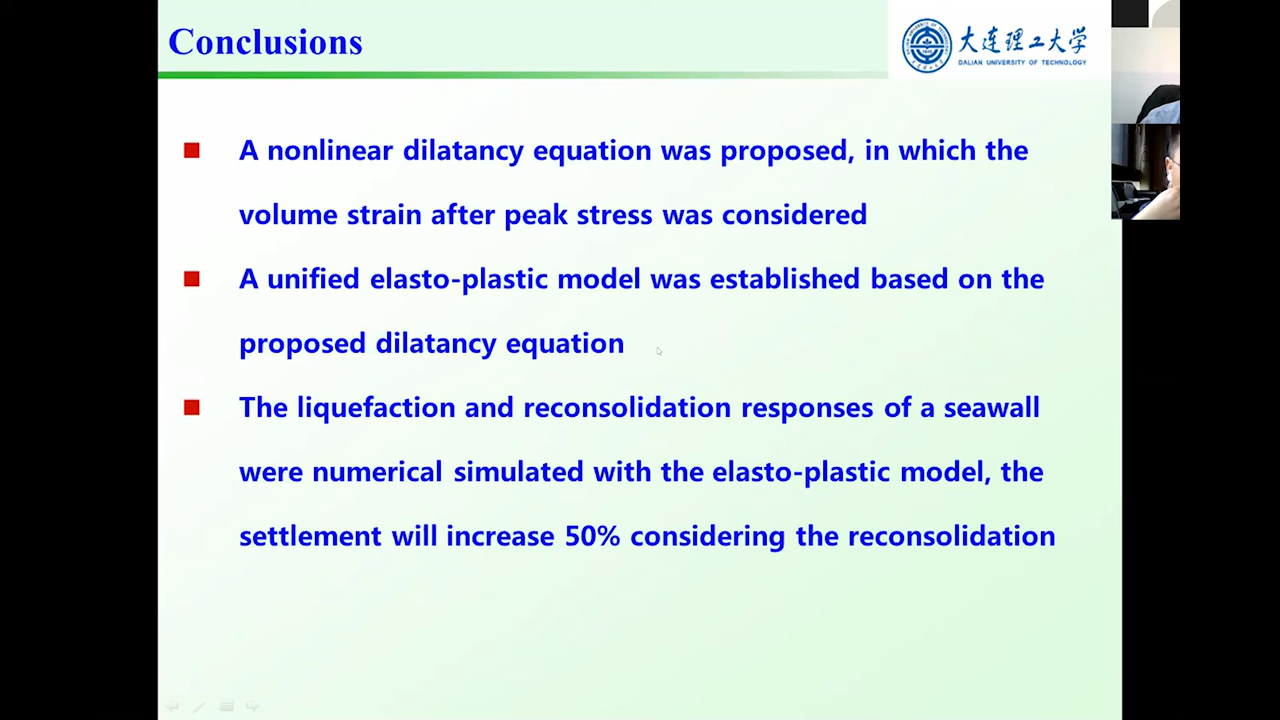 Conclusions
大连理工大学
DALIAN UNIVERSITY OF TECHNOLOGY
A nonlinear dilatancy equation was proposed, in which the
volume strain after peak stress was considered
A unified elasto-plastic model was established based on the
proposed dilatancy equation
The liquefaction and reconsolidation responses of a seawall
were numerical simulated with the elasto-plastic model, the
settlement will increase 50% considering the reconsolidation